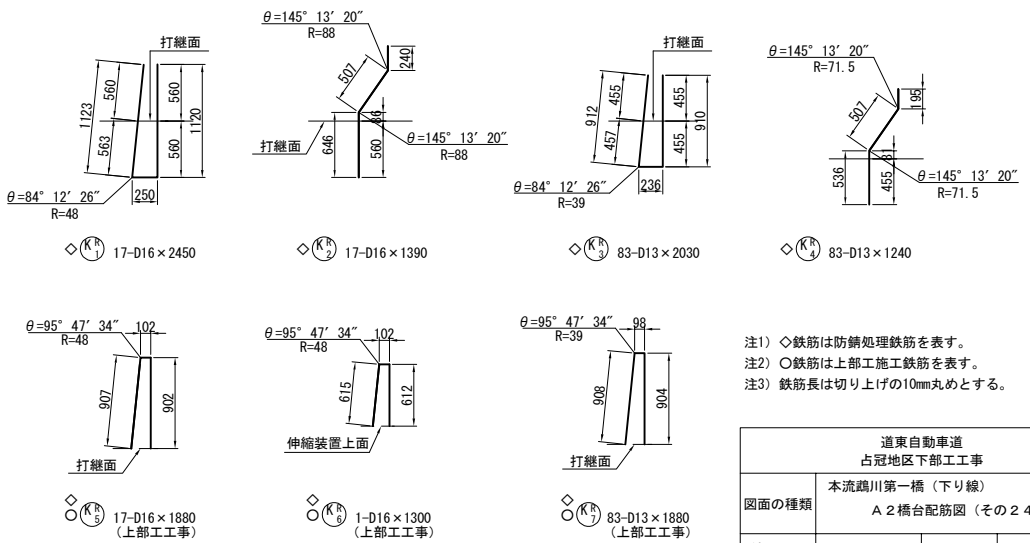 打継面
1123
560
563
560
560
1120
250
θ=84° 12′ 26″
R=48
◇ K R 1 17-D16×2450
θ=145° 13′ 20″
R=88
507
240
86
646
560
打継面
θ=145° 13′ 20″
R=88
◇ K R 2 17-D16×1390
打継面
912
455
457
455
455
910
236
θ=84° 12′ 26″
R=39
◇ K R 3 83-D13×2030
θ=145° 13′ 20″
R=71.5
507
195
81
536
455
θ=145° 13′ 20″
R=71.5
◇ K R 4 83-D13×1240
θ=95° 47′ 34″
R=48
102
907
902
打継面
◇
○ K R 5 17-D16×1880
(上部工工事)
θ=95° 47′ 34″
R=48
102
615
612
伸縮装置上面
◇
○ K R 6 1-D16×1300
(上部工工事)
θ=95° 47′ 34″
R=39
98
908
904
打継面
◇
○ K R 7 83-D13×1880
(上部工工事)
注1) ◇鉄筋は防錆処理鉄筋を表す。
注2) ○鉄筋は上部工施工鉄筋を表す。
注3) 鉄筋長は切り上げの10mm丸めとする。
道東自動車道
占冠地区下部工工事
図面の種類
本流鵡川第一橋（下り線）
A2橋台配筋図（その24